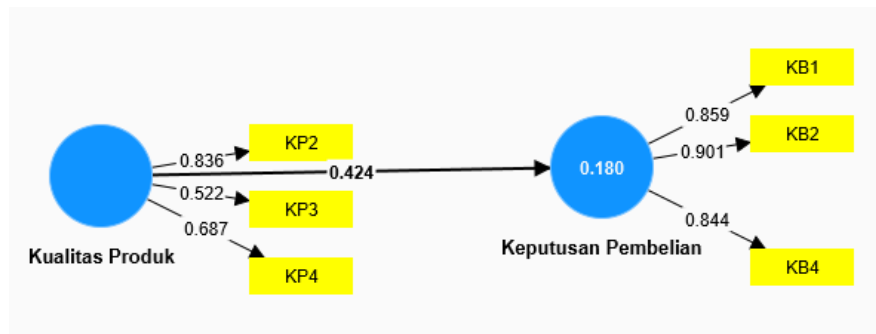 KB1
0.859
KP2
KB2
0.836
0.901
0.424
0.180
0.522
KP3
0.687
0.844
Kualitas Produk
Keputusan Pembelian
KP4
KB4